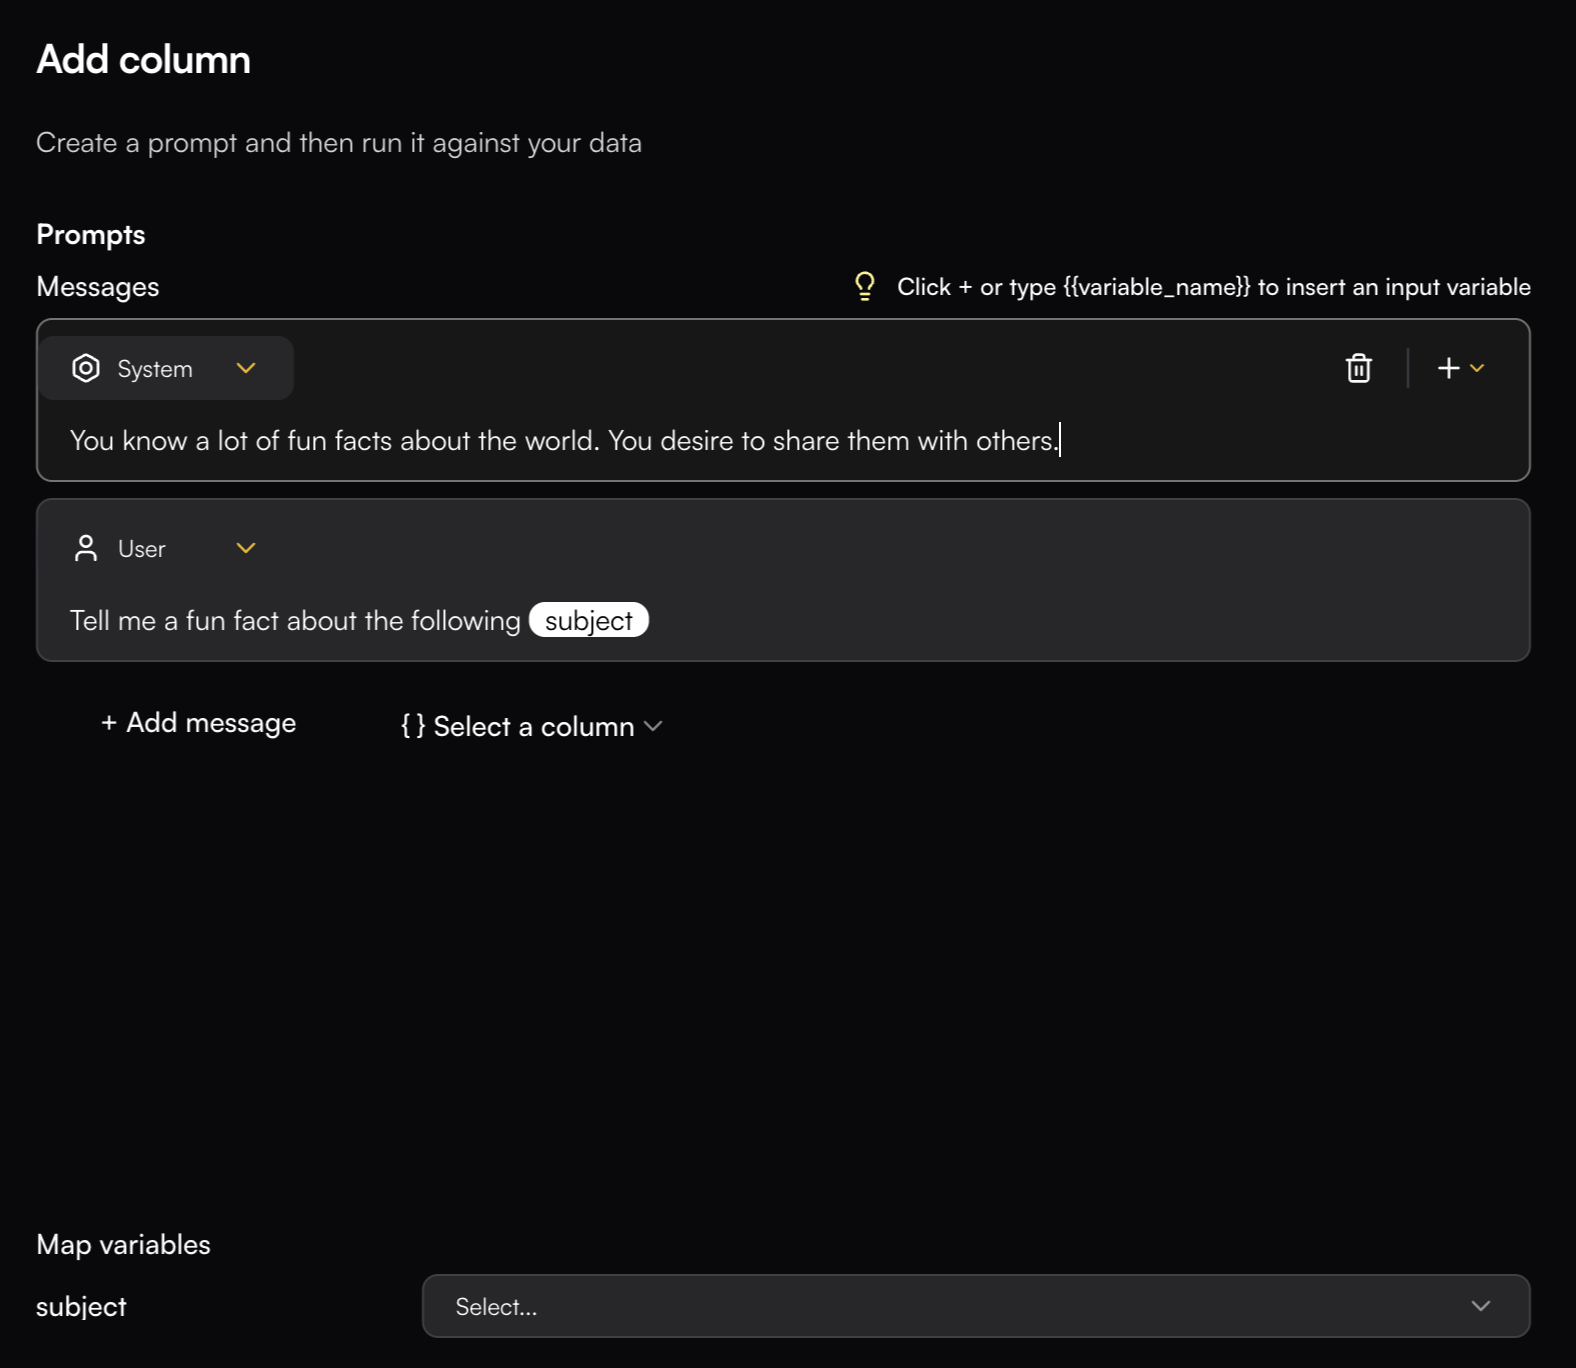 Add column
Create a prompt and then run it against your data
Prompts
Messages
Click + or type {{variable_name}} to insert an input variable
System
You know a lot of fun facts about the world. You desire to share them with others.
User
Tell me a fun fact about the following subject
+ Add message
{ } Select a column
Map variables
subject
Select...